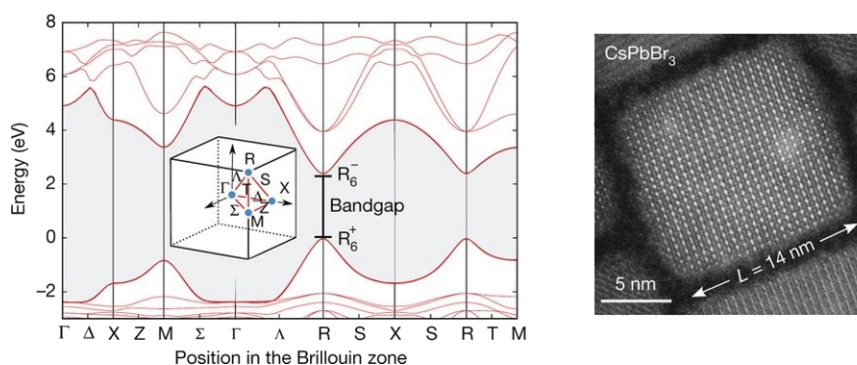 8
6
4
2
0
−2
Energy (eV)
R
Λ
S
Γ
T
Δ
X
Σ
Z
M
R₆⁻
Bandgap
R₆⁺
Γ Δ X Z M Σ Γ Λ R S X S R T M
Position in the Brillouin zone
CsPbBr₃
5 nm
L = 14 nm